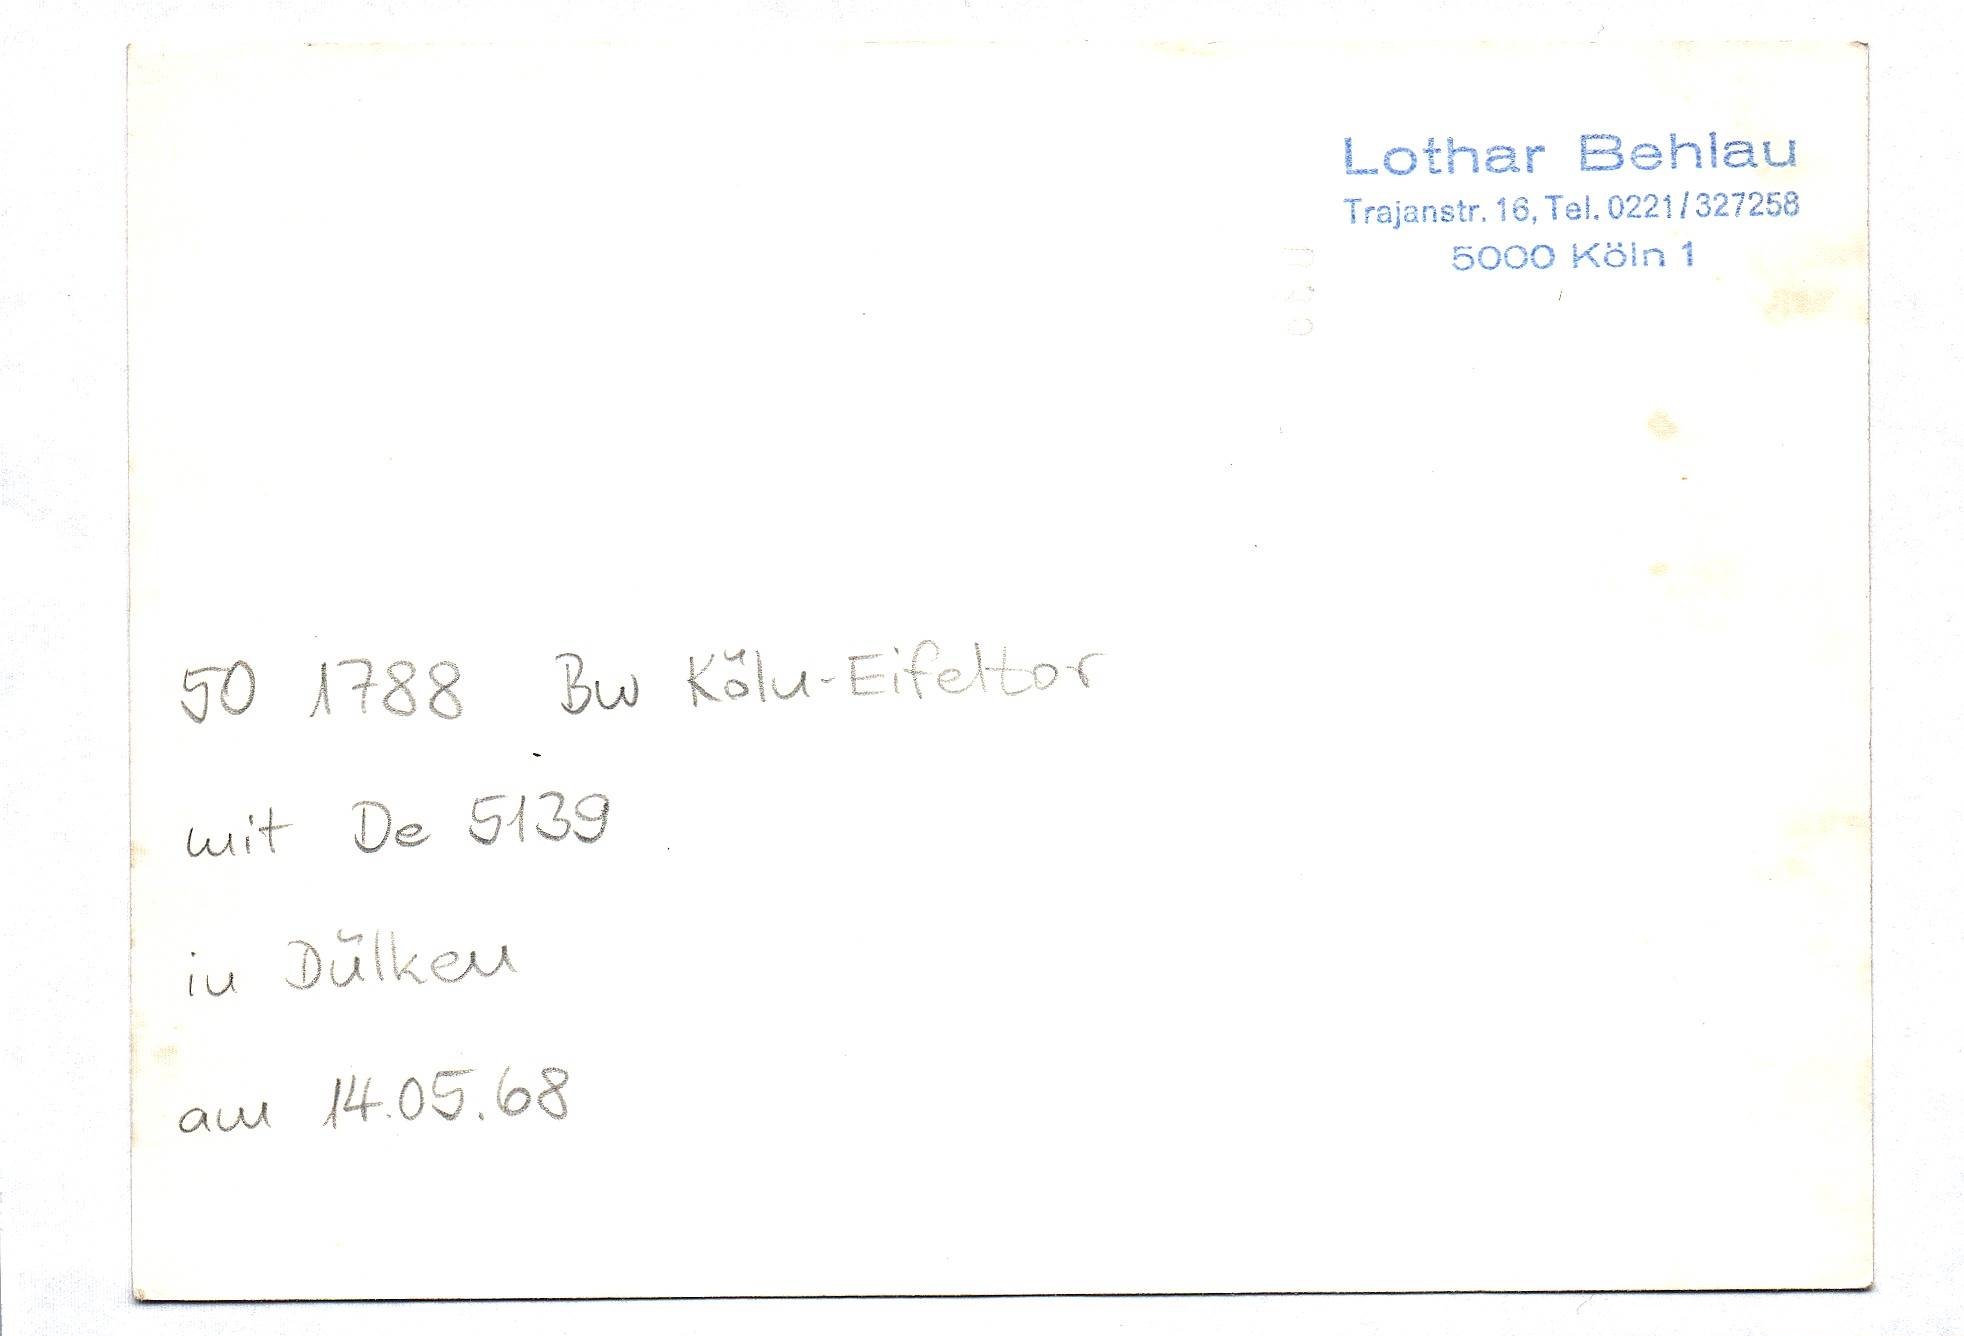 Lothar Behlau
Trajanstr. 16, Tel. 0221/327258
5000 Köln 1
50 1788 Bw Köln-Eifeltor
mit De 5139
in Dülken
am 14.05.68